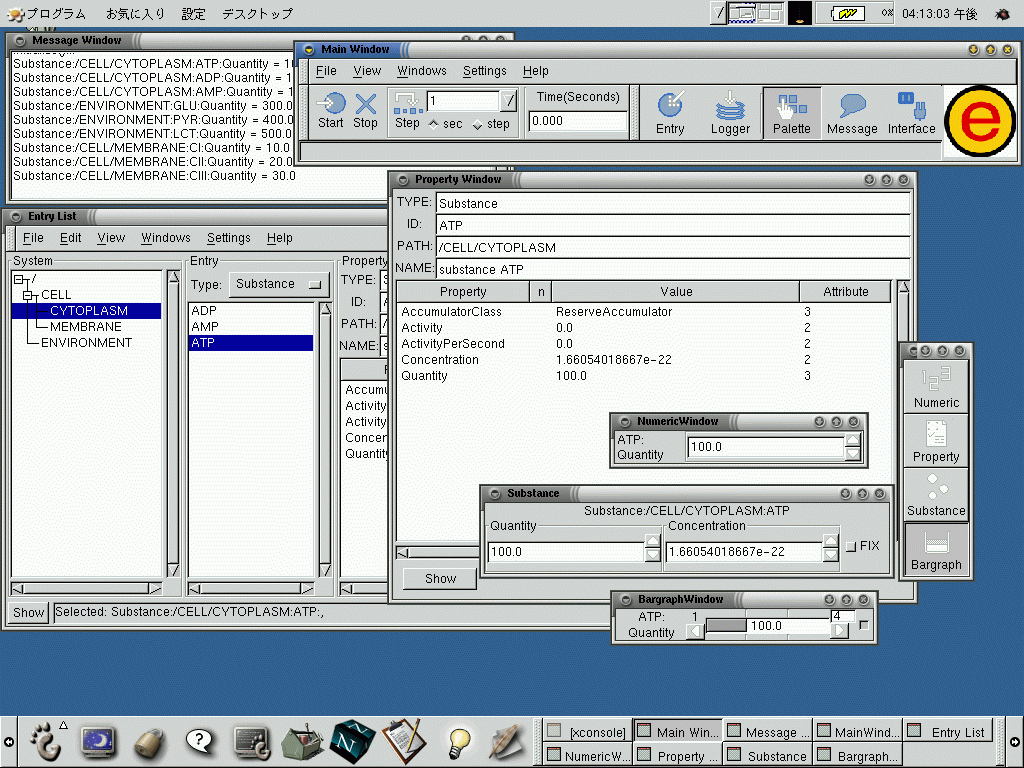 プログラム お気に入り 設定 デスクトップ
0% 04:13:03 午後
Message Window
Substance:/CELL/CYTOPLASM:ATP:Quantity = 10
Substance:/CELL/CYTOPLASM:ADP:Quantity = 1
Substance:/CELL/CYTOPLASM:AMP:Quantity = 1
Substance:/ENVIRONMENT:GLU:Quantity = 300.0
Substance:/ENVIRONMENT:PYR:Quantity = 400.0
Substance:/ENVIRONMENT:LCT:Quantity = 500.0
Substance:/CELL/MEMBRANE:CI:Quantity = 10.0
Substance:/CELL/MEMBRANE:CII:Quantity = 20.0
Substance:/CELL/MEMBRANE:CIII:Quantity = 30.0
Main Window
File View Windows Settings Help
Start Stop Step 1 sec step
Time(Seconds)
0.000
Entry Logger Palette Message Interface
e
Entry List
File Edit View Windows Settings Help
System
/
CELL
CYTOPLASM
MEMBRANE
ENVIRONMENT
Entry
Type: Substance
ADP
AMP
ATP
Property
TYPE: S
ID:
PATH: /
NAME: s
Accumu
Activity
Activity
Concen
Quantity
Show Selected: Substance:/CELL/CYTOPLASM:ATP:,
Property Window
TYPE: Substance
ID: ATP
PATH: /CELL/CYTOPLASM
NAME: substance ATP
Property n Value Attribute
AccumulatorClass ReserveAccumulator 3
Activity 0.0 2
ActivityPerSecond 0.0 2
Concentration 1.66054018667e-22 2
Quantity 100.0 3
Show
NumericWindow
ATP:
Quantity 100.0
Substance
Substance:/CELL/CYTOPLASM:ATP
Quantity Concentration
100.0 1.66054018667e-22 FIX
BargraphWindow
ATP: 1 4
Quantity 100.0
123
Numeric
Property
Substance
Bargraph
[xconsole] Main Win... Message ... MainWind... Entry List
NumericW... Property ... Substance Bargraph...